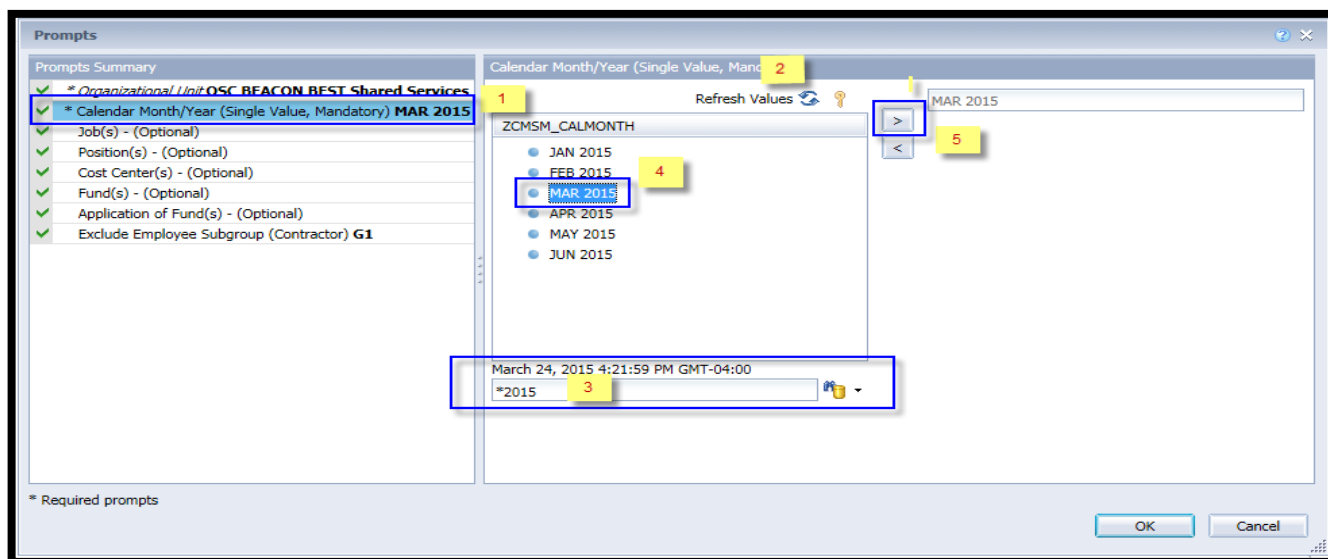 Prompts
Prompts Summary
* Organizational Unit OSC BEACON BEST Shared Services
* Calendar Month/Year (Single Value, Mandatory) MAR 2015
1
Job(s) - (Optional)
Position(s) - (Optional)
Cost Center(s) - (Optional)
Fund(s) - (Optional)
Application of Fund(s) - (Optional)
Exclude Employee Subgroup (Contractor) G1
Calendar Month/Year (Single Value, Mand
2
Refresh Values
ZCMSM_CALMONTH
JAN 2015
FEB 2015
4
MAR 2015
APR 2015
MAY 2015
JUN 2015
March 24, 2015 4:21:59 PM GMT-04:00
*2015
3
MAR 2015
>
5
<
* Required prompts
OK
Cancel